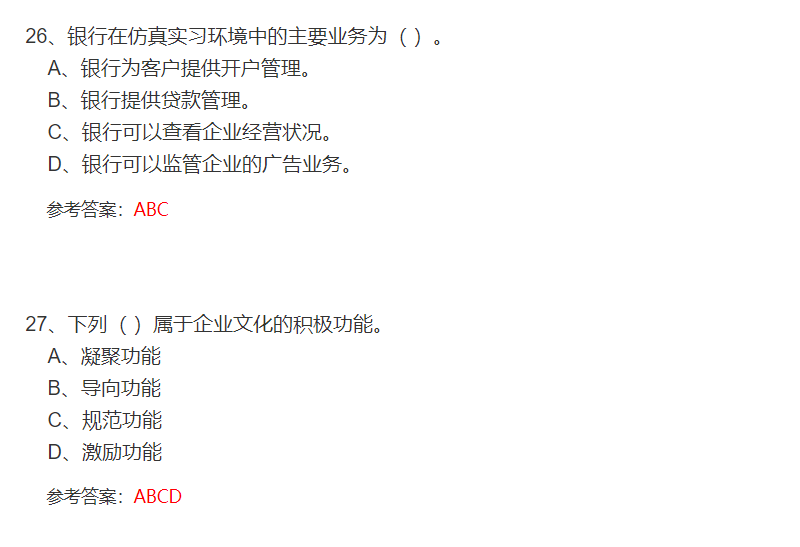 26、银行在仿真实习环境中的主要业务为（ ）。
A、银行为客户提供开户管理。
B、银行提供贷款管理。
C、银行可以查看企业经营状况。
D、银行可以监管企业的广告业务。
参考答案：ABC
27、下列（ ）属于企业文化的积极功能。
A、凝聚功能
B、导向功能
C、规范功能
D、激励功能
参考答案：ABCD